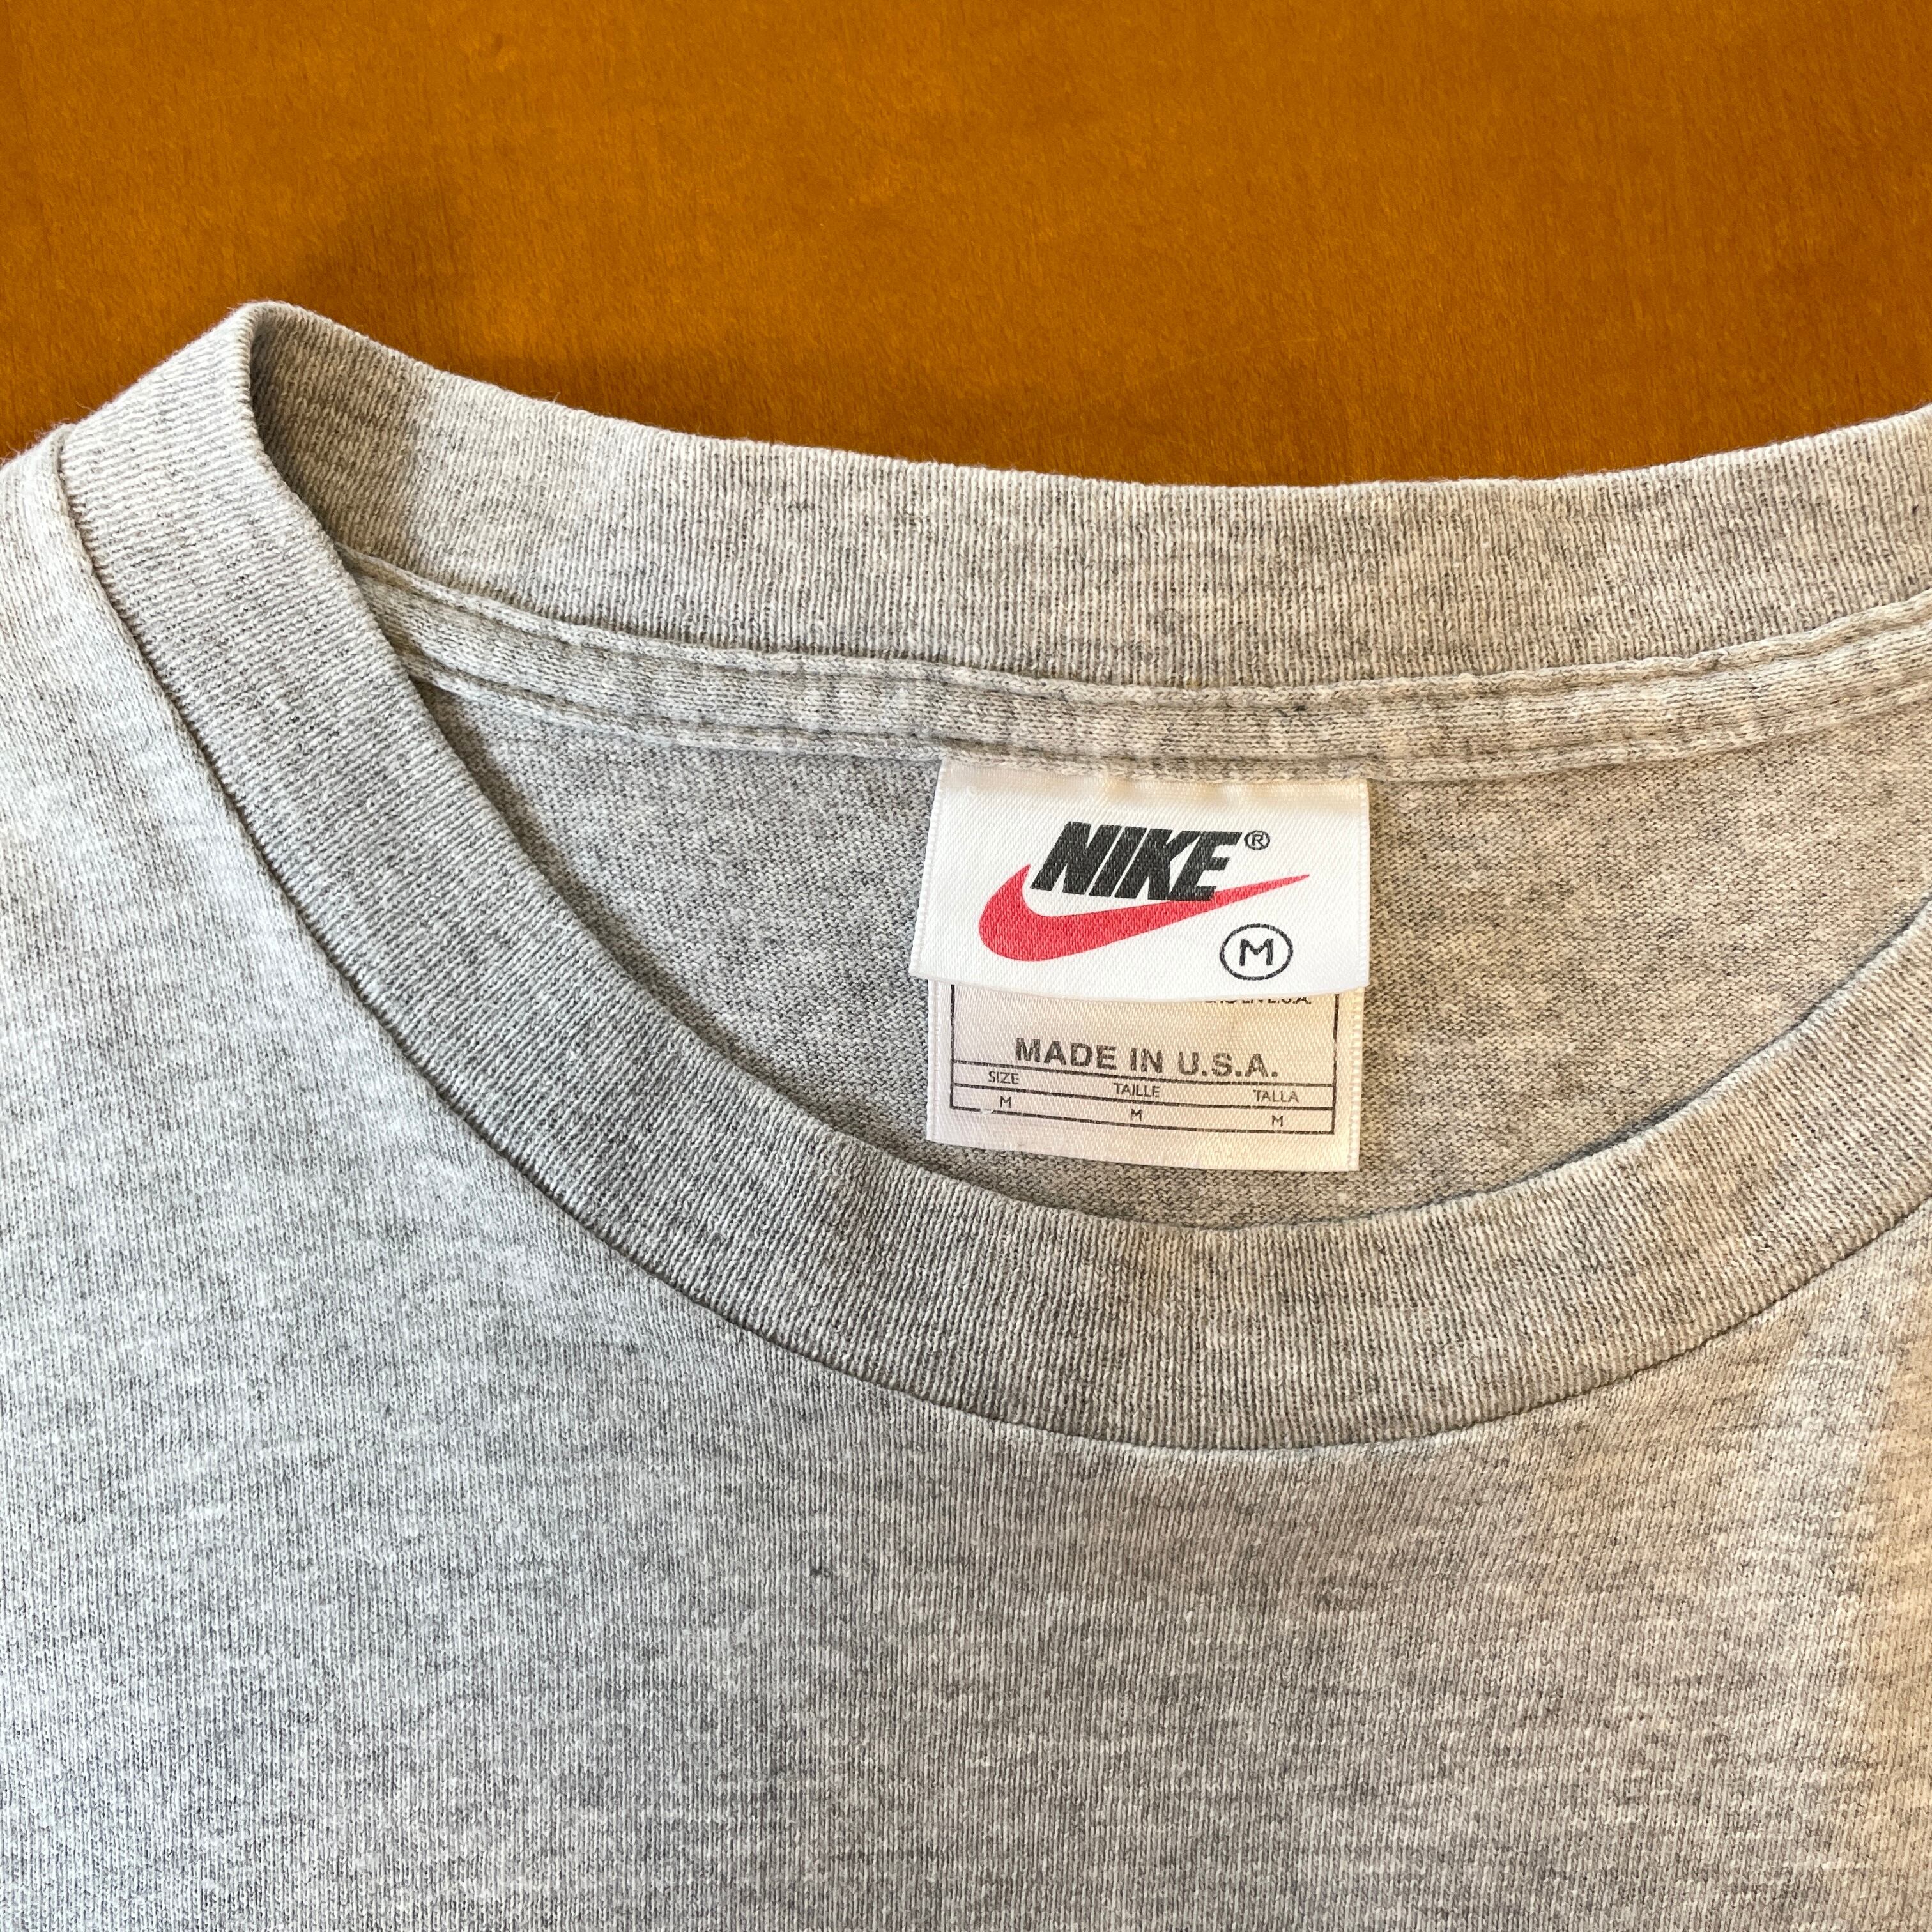 NIKE®
M
MADE IN U.S.A.
SIZE TAILLE TALLA
M M M